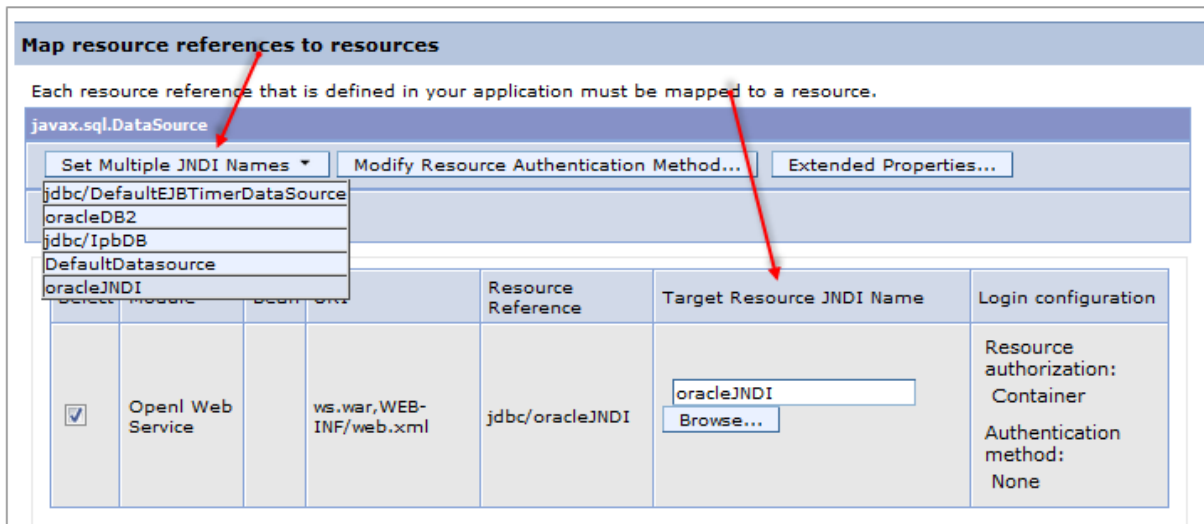 Map resource references to resources
Each resource reference that is defined in your application must be mapped to a resource.
javax.sql.DataSource
Set Multiple JNDI Names Modify Resource Authentication Method... Extended Properties...
jdbc/DefaultEJBTimerDataSource
oracleDB2
jdbc/IpbDB
DefaultDatasource
oracleJNDI
Select Module Bean URI Resource Reference Target Resource JNDI Name Login configuration
Openl Web Service
ws.war,WEB-INF/web.xml
jdbc/oracleJNDI
oracleJNDI
Browse...
Resource
authorization:
Container
Authentication
method:
None